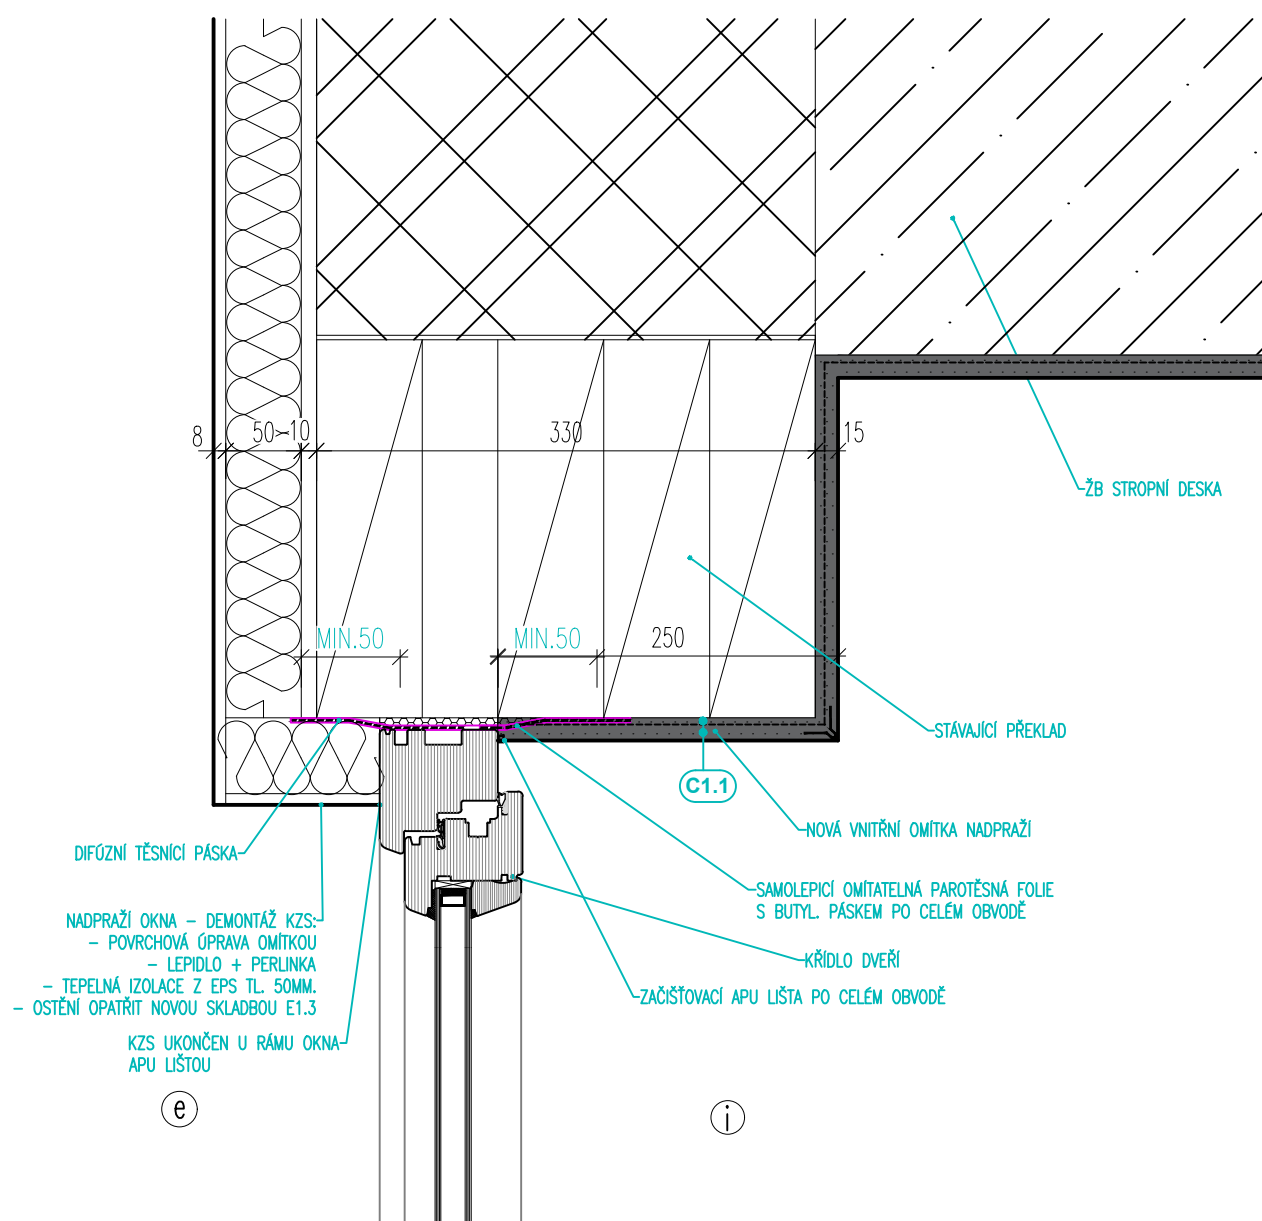 8
50
10
330
15
ŽB STROPNÍ DESKA
MIN.50
MIN.50
250
STÁVAJÍCÍ PŘEKLAD
C1.1
NOVÁ VNITŘNÍ OMÍTKA NADPRAŽÍ
DIFÚZNÍ TĚSNÍCÍ PÁSKA
SAMOLEPICÍ OMÍTATELNÁ PAROTĚSNÁ FOLIE
S BUTYL. PÁSKEM PO CELÉM OBVODĚ
NADPRAŽÍ OKNA – DEMONTÁŽ KZS:
– POVRCHOVÁ ÚPRAVA OMÍTKOU
– LEPIDLO + PERLINKA
– TEPELNÁ IZOLACE Z EPS TL. 50MM.
– OSTĚNÍ OPATŘIT NOVOU SKLADBOU E1.3
KŘÍDLO DVEŘÍ
ZAČIŠŤOVACÍ APU LIŠTA PO CELÉM OBVODĚ
KZS UKONČEN U RÁMU OKNA
APU LIŠTOU
e
i